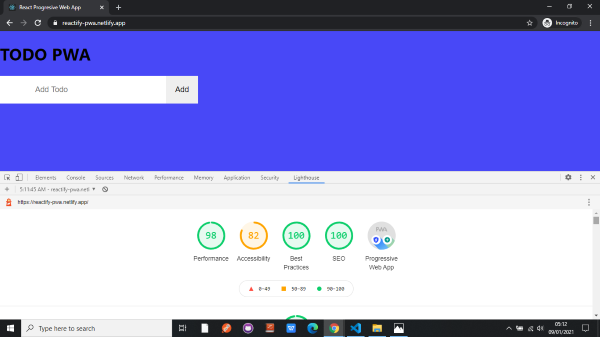 React Progresive Web App
reactify-pwa.netlify.app
Incognito
TODO PWA
Add Todo
Add
Elements Console Sources Network Performance Memory Application Security Lighthouse
5:11:45 AM - reactify-pwa.netl
https://reactify-pwa.netlify.app/
98 82 100 100 PWA
Performance Accessibility Best Practices SEO Progressive Web App
0-49 50-89 90-100
Type here to search
05:12
09/01/2021